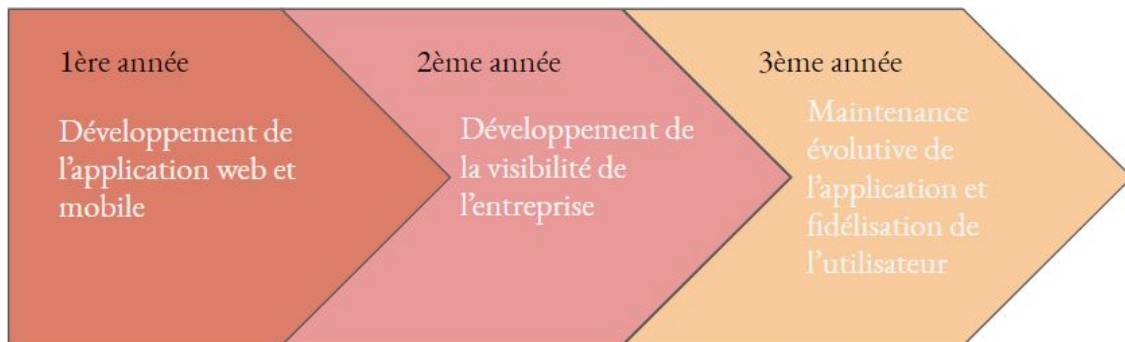 1ère année
Développement de
l'application web et
mobile
2ème année
Développement de
la visibilité de
l'entreprise
3ème année
Maintenance
évolutive de
l'application et
fidélisation de
l'utilisateur